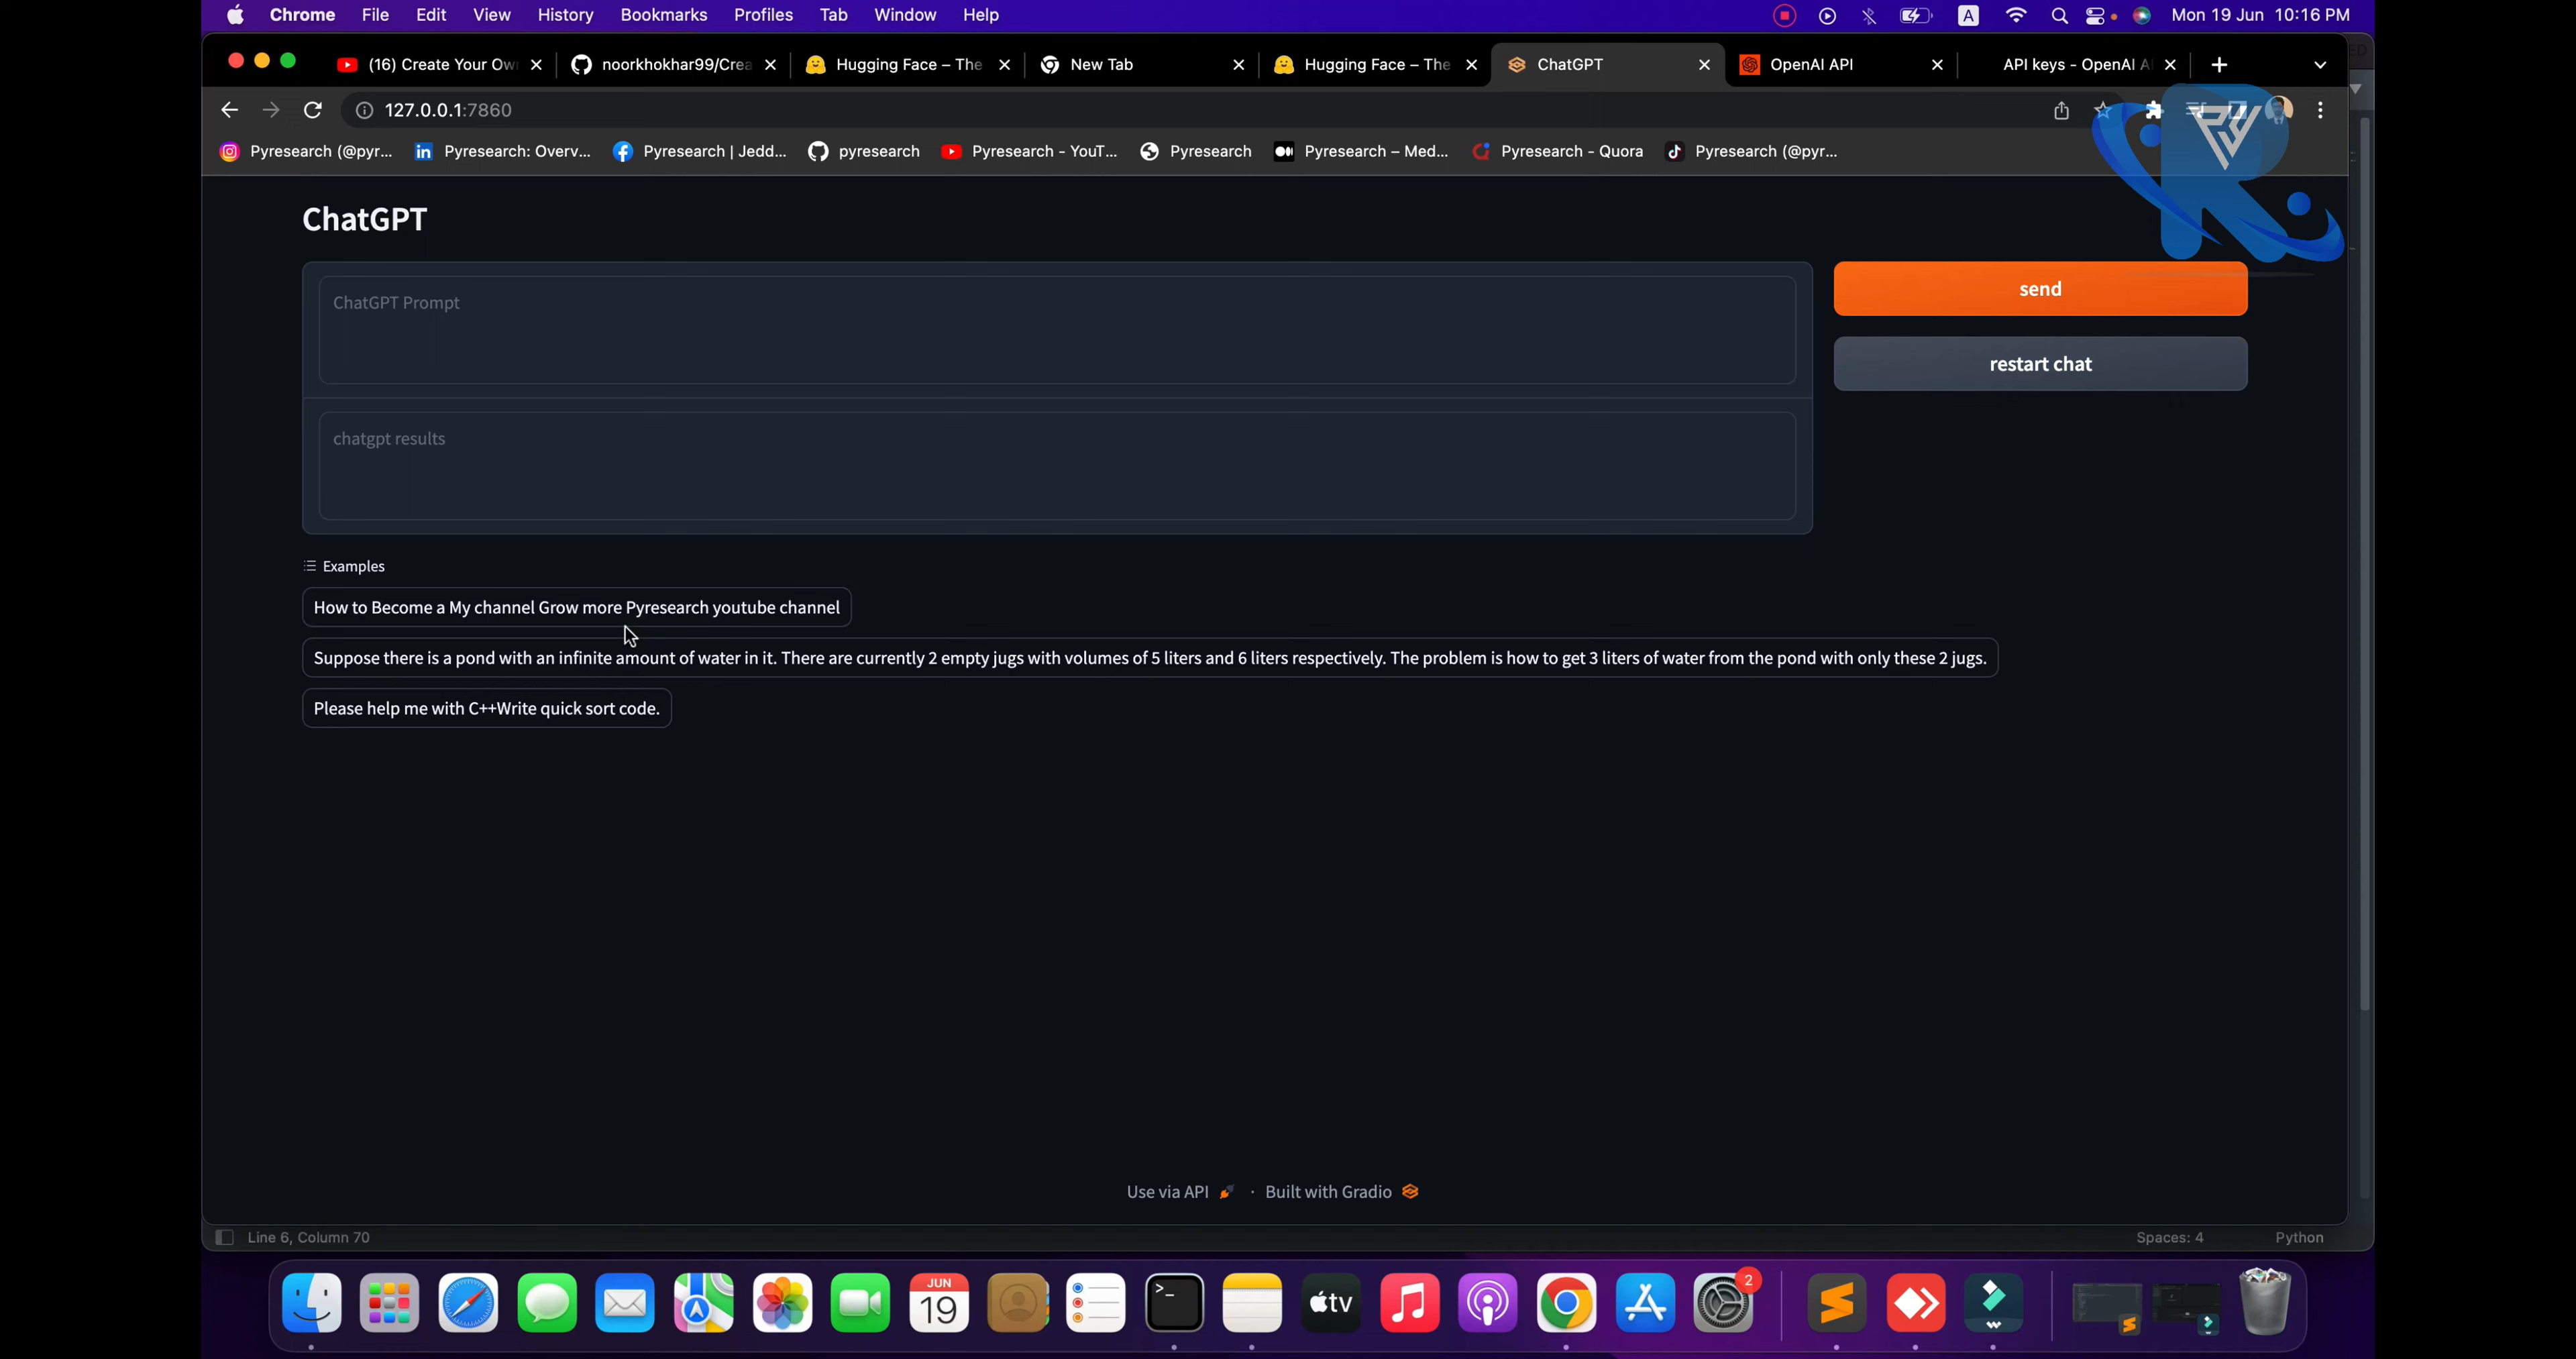 Chrome File Edit View History Bookmarks Profiles Tab Window Help A Mon 19 Jun 10:16 PM
(16) Create Your Ow noorkhokhar99/Crea Hugging Face – The New Tab Hugging Face – The ChatGPT OpenAI API API keys - OpenAI A
127.0.0.1:7860
Pyresearch (@pyr... Pyresearch: Overv... Pyresearch | Jedd... pyresearch Pyresearch - YouT... Pyresearch Pyresearch – Med... Pyresearch - Quora Pyresearch (@pyr...
ChatGPT
ChatGPT Prompt
send
restart chat
chatgpt results
Examples
How to Become a My channel Grow more Pyresearch youtube channel
Suppose there is a pond with an infinite amount of water in it. There are currently 2 empty jugs with volumes of 5 liters and 6 liters respectively. The problem is how to get 3 liters of water from the pond with only these 2 jugs.
Please help me with C++Write quick sort code.
Use via API · Built with Gradio
Line 6, Column 70 Spaces: 4 Python
JUN
19
tv
2